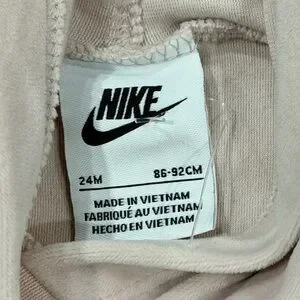 NIKE
24M 86-92CM
MADE IN VIETNAM
FABRIQUÉ AU VIETNAM
HECHO EN VIETNAM